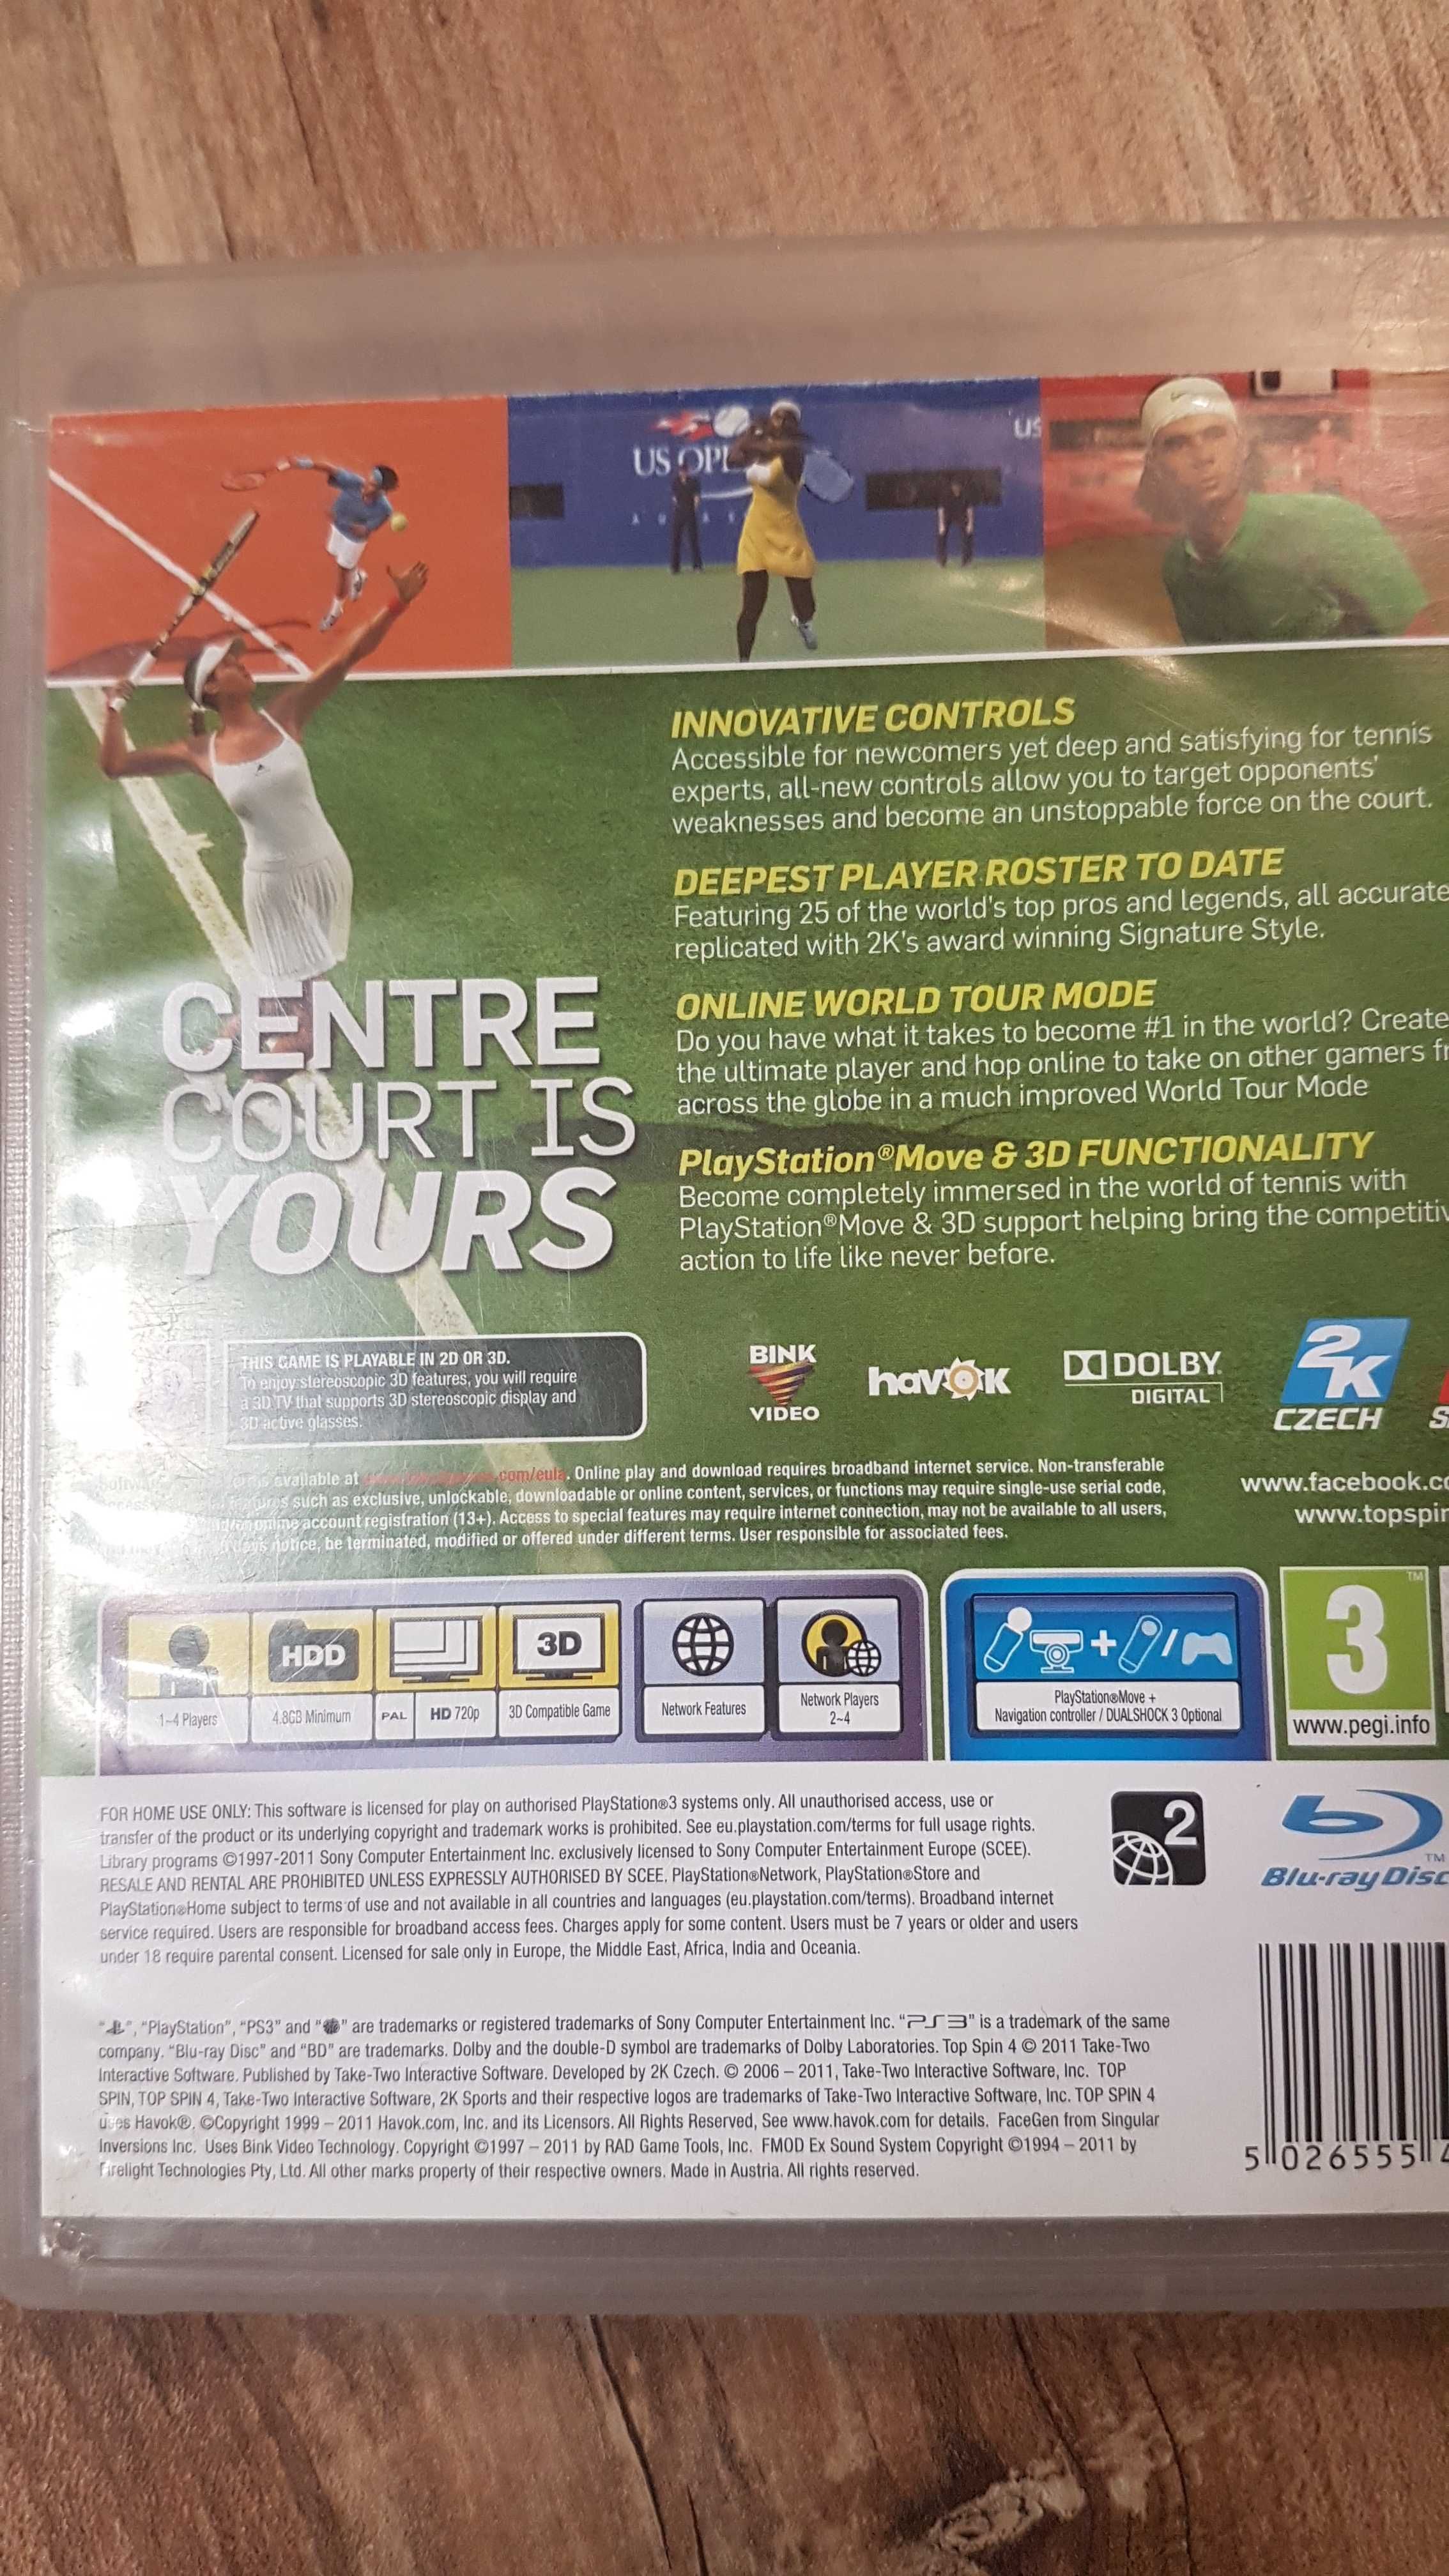 US OPE
US
INNOVATIVE CONTROLS
Accessible for newcomers yet deep and satisfying for tennis
experts, all-new controls allow you to target opponents'
weaknesses and become an unstoppable force on the court.
DEEPEST PLAYER ROSTER TO DATE
Featuring 25 of the world's top pros and legends, all accurate
replicated with 2K's award winning Signature Style.
ONLINE WORLD TOUR MODE
Do you have what it takes to become #1 in the world? Create
the ultimate player and hop online to take on other gamers fr
across the globe in a much improved World Tour Mode
PlayStation®Move & 3D FUNCTIONALITY
Become completely immersed in the world of tennis with
PlayStation®Move & 3D support helping bring the competitiv
action to life like never before.
CENTRE
COURT IS
YOURS
THIS GAME IS PLAYABLE IN 2D OR 3D.
To enjoy stereoscopic 3D features, you will require
a 3D TV that supports 3D stereoscopic display and
3D active glasses.
BINK
VIDEO
havok
DOLBY
DIGITAL
2K
CZECH
available at .com/eula. Online play and download requires broadband internet service. Non-transferable
features such as exclusive, unlockable, downloadable or online content, services, or functions may require single-use serial code,
online account registration (13+). Access to special features may require internet connection, may not be available to all users,
days notice, be terminated, modified or offered under different terms. User responsible for associated fees.
www.facebook.co
www.topspin
1-4 Players
HDD
4.8GB Minimum
PAL
HD 720p
3D
3D Compatible Game
Network Features
Network Players
2~4
PlayStation®Move +
Navigation controller / DUALSHOCK 3 Optional
3
TM
www.pegi.info
FOR HOME USE ONLY: This software is licensed for play on authorised PlayStation®3 systems only. All unauthorised access, use or
transfer of the product or its underlying copyright and trademark works is prohibited. See eu.playstation.com/terms for full usage rights.
Library programs ©1997-2011 Sony Computer Entertainment Inc. exclusively licensed to Sony Computer Entertainment Europe (SCEE).
RESALE AND RENTAL ARE PROHIBITED UNLESS EXPRESSLY AUTHORISED BY SCEE. PlayStation®Network, PlayStation®Store and
PlayStation®Home subject to terms of use and not available in all countries and languages (eu.playstation.com/terms). Broadband internet
service required. Users are responsible for broadband access fees. Charges apply for some content. Users must be 7 years or older and users
under 18 require parental consent. Licensed for sale only in Europe, the Middle East, Africa, India and Oceania.
2
TM
Blu-ray Disc
"", "PlayStation", "PS3" and "" are trademarks or registered trademarks of Sony Computer Entertainment Inc. "PS3" is a trademark of the same
company. "Blu-ray Disc" and "BD" are trademarks. Dolby and the double-D symbol are trademarks of Dolby Laboratories. Top Spin 4 © 2011 Take-Two
Interactive Software. Published by Take-Two Interactive Software. Developed by 2K Czech. © 2006 – 2011, Take-Two Interactive Software, Inc. TOP
SPIN, TOP SPIN 4, Take-Two Interactive Software, 2K Sports and their respective logos are trademarks of Take-Two Interactive Software, Inc. TOP SPIN 4
uses Havok®. ©Copyright 1999 – 2011 Havok.com, Inc. and its Licensors. All Rights Reserved, See www.havok.com for details. FaceGen from Singular
Inversions Inc. Uses Bink Video Technology. Copyright ©1997 – 2011 by RAD Game Tools, Inc. FMOD Ex Sound System Copyright ©1994 – 2011 by
Firelight Technologies Pty, Ltd. All other marks property of their respective owners. Made in Austria. All rights reserved.
5 026555 4